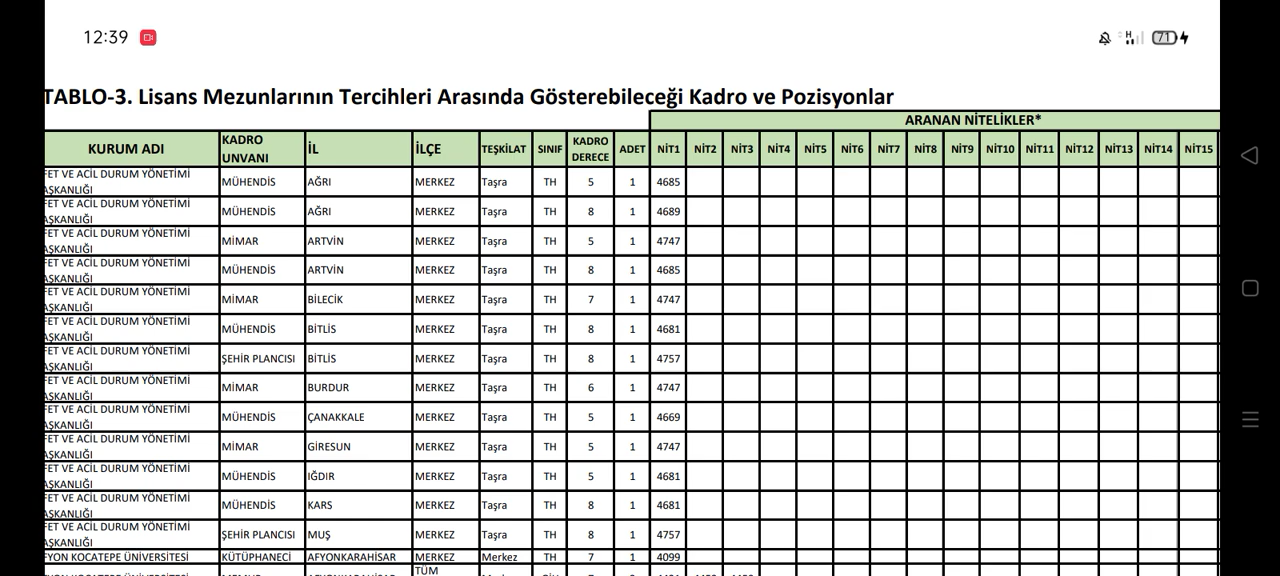 12:39
H
71
TABLO-3. Lisans Mezunlarının Tercihleri Arasında Gösterebileceği Kadro ve Pozisyonlar
ARANAN NİTELİKLER*
KURUM ADI KADRO UNVANI İL İLÇE TEŞKİLAT SINIF KADRO DERECE ADET NİT1 NİT2 NİT3 NİT4 NİT5 NİT6 NİT7 NİT8 NİT9 NİT10 NİT11 NİT12 NİT13 NİT14 NİT15
FET VE ACİL DURUM YÖNETİMİ
AŞKANLIĞI MÜHENDİS AĞRI MERKEZ Taşra TH 5 1 4685
FET VE ACİL DURUM YÖNETİMİ
AŞKANLIĞI MÜHENDİS AĞRI MERKEZ Taşra TH 8 1 4689
FET VE ACİL DURUM YÖNETİMİ
AŞKANLIĞI MİMAR ARTVİN MERKEZ Taşra TH 5 1 4747
FET VE ACİL DURUM YÖNETİMİ
AŞKANLIĞI MÜHENDİS ARTVİN MERKEZ Taşra TH 8 1 4685
FET VE ACİL DURUM YÖNETİMİ
AŞKANLIĞI MİMAR BİLECİK MERKEZ Taşra TH 7 1 4747
FET VE ACİL DURUM YÖNETİMİ
AŞKANLIĞI MÜHENDİS BİTLİS MERKEZ Taşra TH 8 1 4681
FET VE ACİL DURUM YÖNETİMİ
AŞKANLIĞI ŞEHİR PLANCISI BİTLİS MERKEZ Taşra TH 8 1 4757
FET VE ACİL DURUM YÖNETİMİ
AŞKANLIĞI MİMAR BURDUR MERKEZ Taşra TH 6 1 4747
FET VE ACİL DURUM YÖNETİMİ
AŞKANLIĞI MÜHENDİS ÇANAKKALE MERKEZ Taşra TH 5 1 4669
FET VE ACİL DURUM YÖNETİMİ
AŞKANLIĞI MİMAR GİRESUN MERKEZ Taşra TH 5 1 4747
FET VE ACİL DURUM YÖNETİMİ
AŞKANLIĞI MÜHENDİS IĞDIR MERKEZ Taşra TH 5 1 4681
FET VE ACİL DURUM YÖNETİMİ
AŞKANLIĞI MÜHENDİS KARS MERKEZ Taşra TH 8 1 4681
FET VE ACİL DURUM YÖNETİMİ
AŞKANLIĞI ŞEHİR PLANCISI MUŞ MERKEZ Taşra TH 8 1 4757
FYON KOCATEPE ÜNİVERSİTESİ KÜTÜPHANECİ AFYONKARAHİSAR MERKEZ Merkez TH 7 1 4099
TÜM